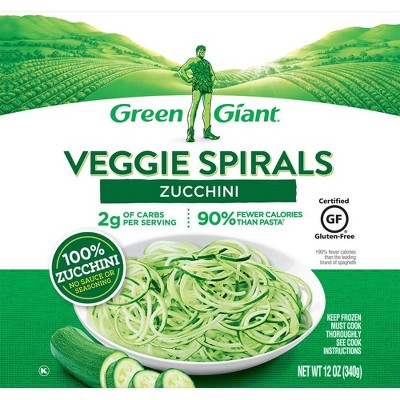 Green Giant®
VEGGIE SPIRALS
ZUCCHINI
2g OF CARBS
PER SERVING
90% FEWER CALORIES
THAN PASTA†
Certified
GF
Gluten-Free
†90% fewer calories
than the leading
brand of spaghetti
100%
ZUCCHINI
NO SAUCE OR
SEASONING
KEEP FROZEN
MUST COOK
THOROUGHLY
SEE COOK
INSTRUCTIONS
K
NET WT 12 OZ (340g)